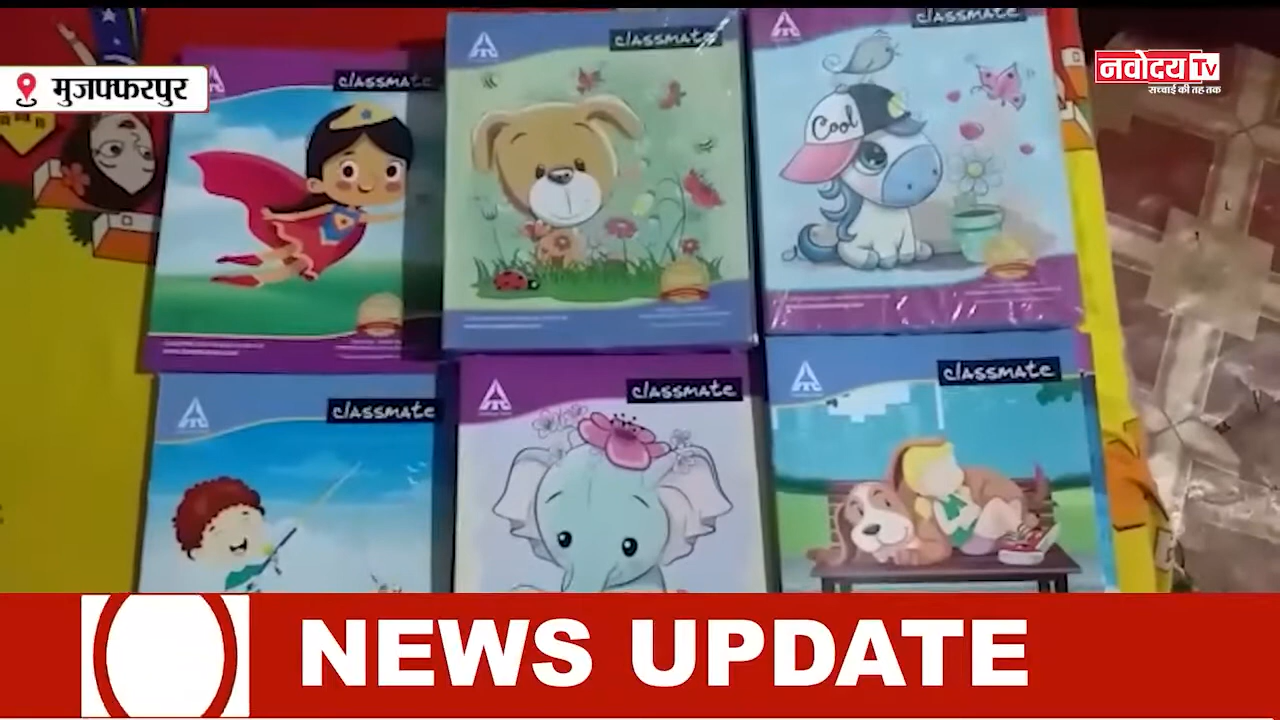 मुजफ्फरपुर
नवोदय TV
सच्चाई की तह तक
classmate
classmate
classmate
Cool
classmate
classmate
classmate
NEWS UPDATE